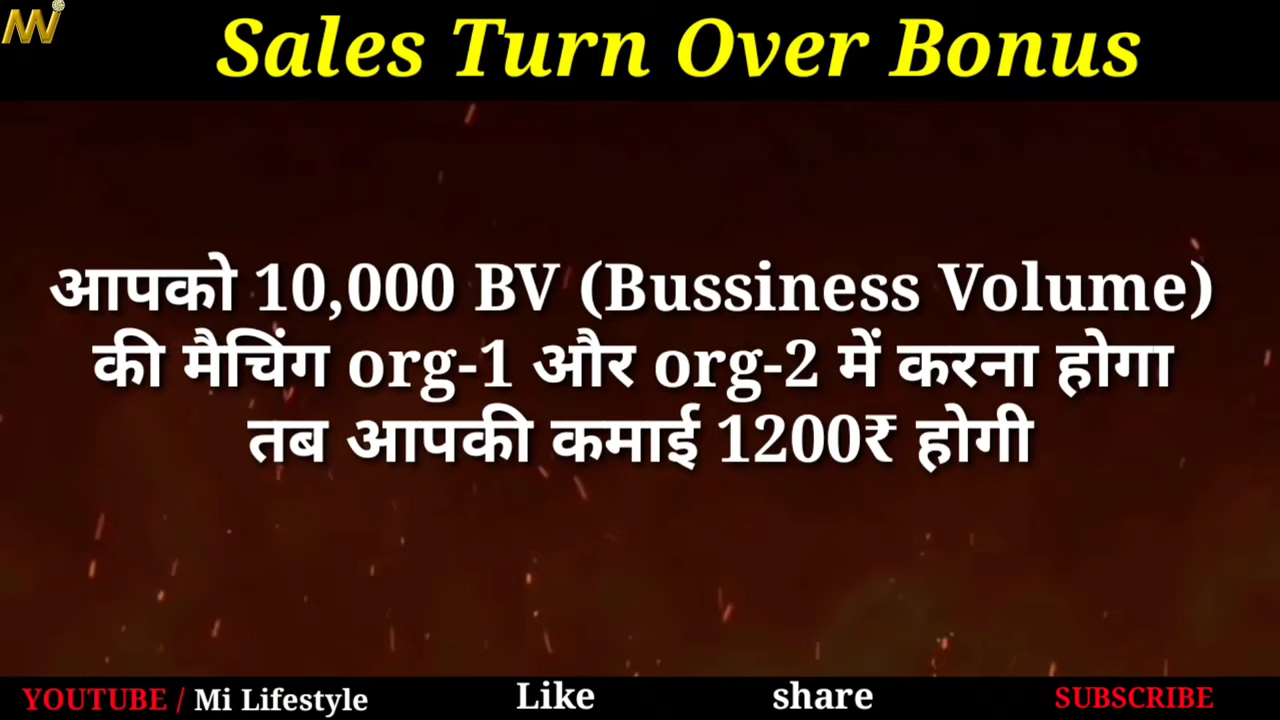 Mi
Sales Turn Over Bonus
आपको 10,000 BV (Bussiness Volume)
की मैचिंग org-1 और org-2 में करना होगा
तब आपकी कमाई 1200₹ होगी
YOUTUBE / Mi Lifestyle Like share SUBSCRIBE